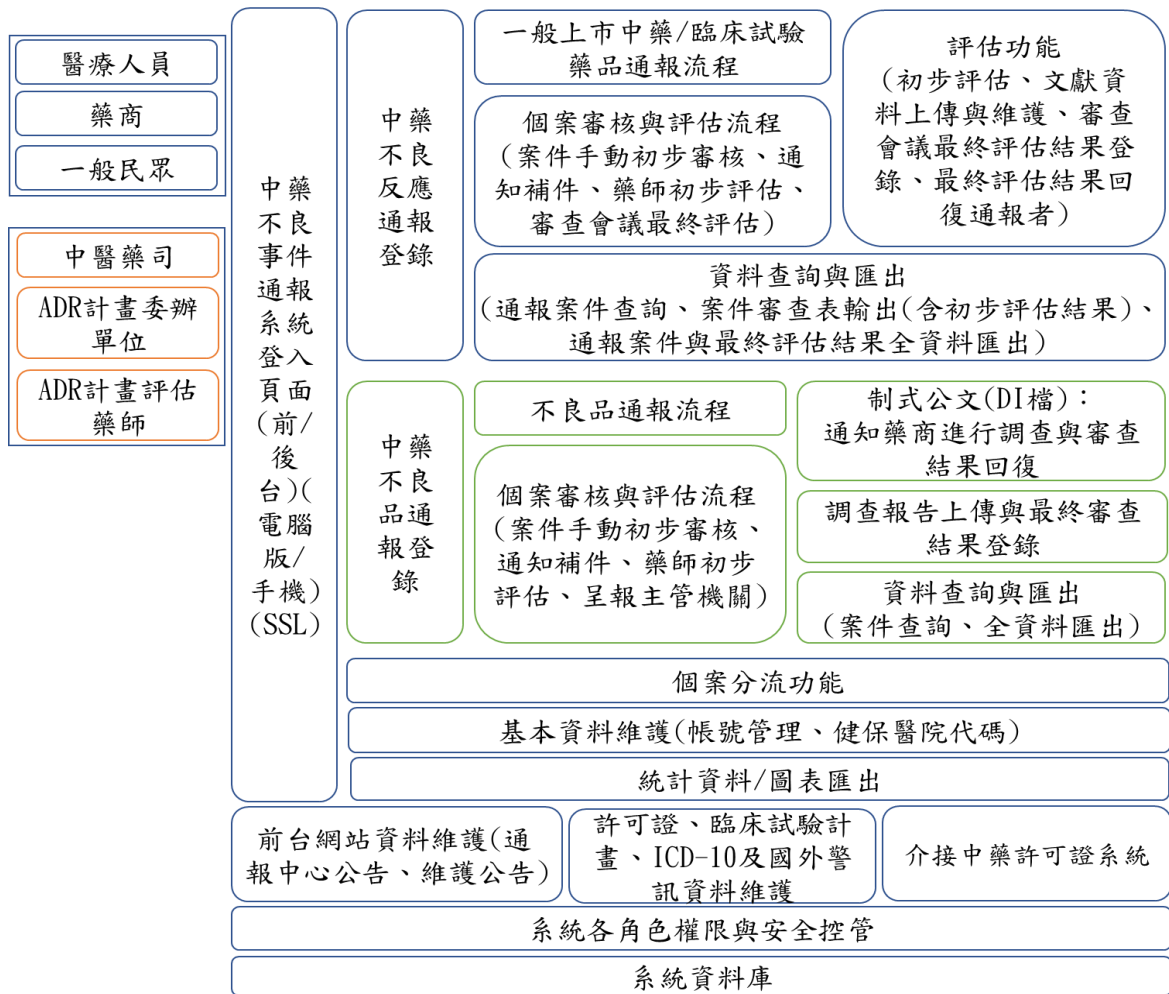 醫療人員
藥商
一般民眾
中醫藥司
ADR計畫委辦
單位
ADR計畫評估
藥師
中藥
不良
事件
通報
系統
登入
頁面
(前/
後
台)(
電腦
版/
手機)
(SSL)
中藥
不良
反應
通報
登錄
一般上市中藥/臨床試驗
藥品通報流程
個案審核與評估流程
(案件手動初步審核、通
知補件、藥師初步評估、
審查會議最終評估)
評估功能
(初步評估、文獻資
料上傳與維護、審查
會議最終評估結果登
錄、最終評估結果回
復通報者)
資料查詢與匯出
(通報案件查詢、案件審查表輸出(含初步評估結果)、
通報案件與最終評估結果全資料匯出)
中藥
不良
品通
報登
錄
不良品通報流程
個案審核與評估流程
(案件手動初步審核、
通知補件、藥師初步
評估、呈報主管機關)
制式公文(DI檔)：
通知藥商進行調查與審查
結果回復
調查報告上傳與最終審查
結果登錄
資料查詢與匯出
(案件查詢、全資料匯出)
個案分流功能
基本資料維護(帳號管理、健保醫院代碼)
統計資料/圖表匯出
前台網站資料維護(通
報中心公告、維護公告)
許可證、臨床試驗計
畫、ICD-10及國外警
訊資料維護
介接中藥許可證系統
系統各角色權限與安全控管
系統資料庫